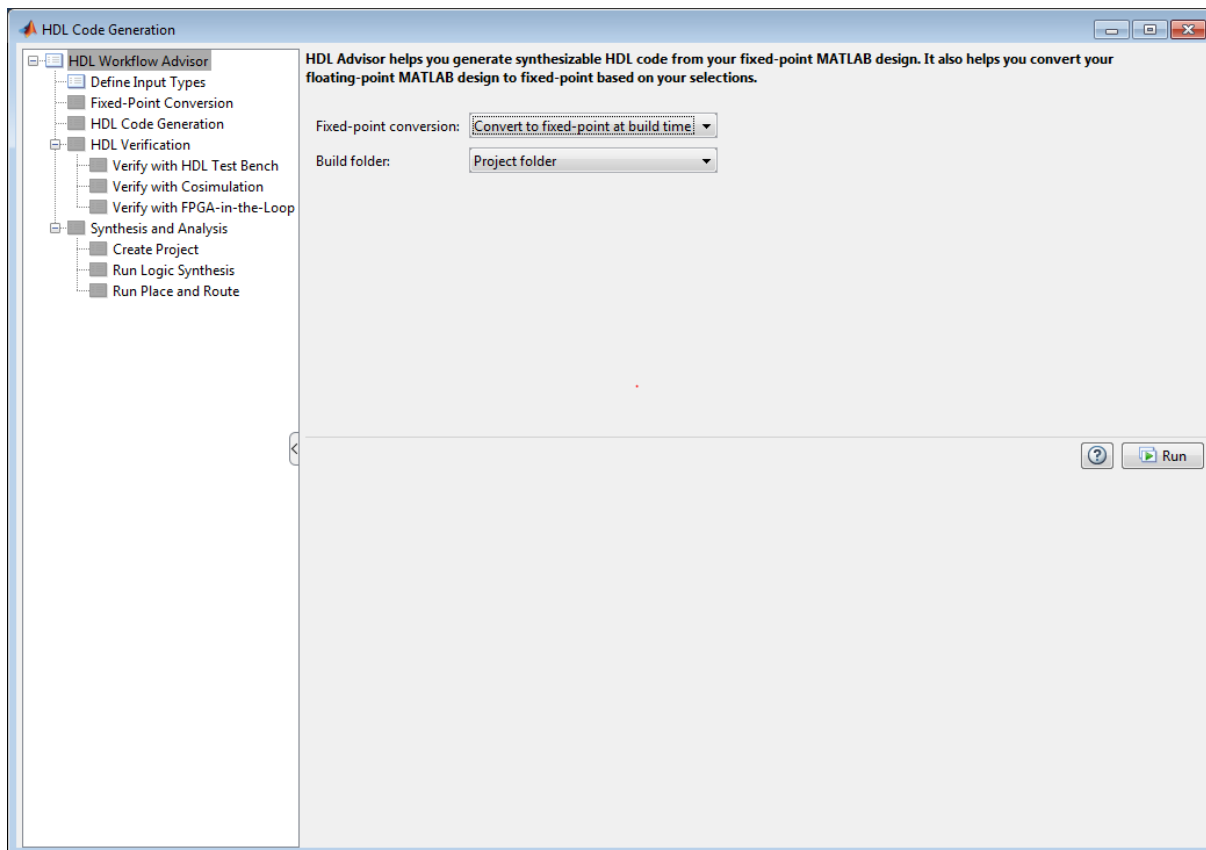 HDL Code Generation
HDL Workflow Advisor
Define Input Types
Fixed-Point Conversion
HDL Code Generation
HDL Verification
Verify with HDL Test Bench
Verify with Cosimulation
Verify with FPGA-in-the-Loop
Synthesis and Analysis
Create Project
Run Logic Synthesis
Run Place and Route
HDL Advisor helps you generate synthesizable HDL code from your fixed-point MATLAB design. It also helps you convert your
floating-point MATLAB design to fixed-point based on your selections.
Fixed-point conversion: Convert to fixed-point at build time
Build folder: Project folder
Run